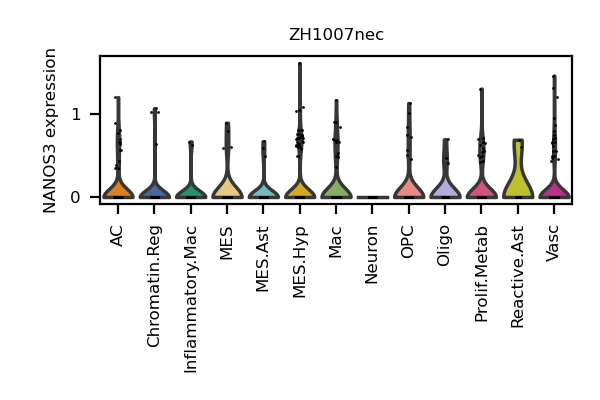 ZH1007nec
NANOS3 expression
1
0
AC
Chromatin.Reg
Inflammatory.Mac
MES
MES.Ast
MES.Hyp
Mac
Neuron
OPC
Oligo
Prolif.Metab
Reactive.Ast
Vasc